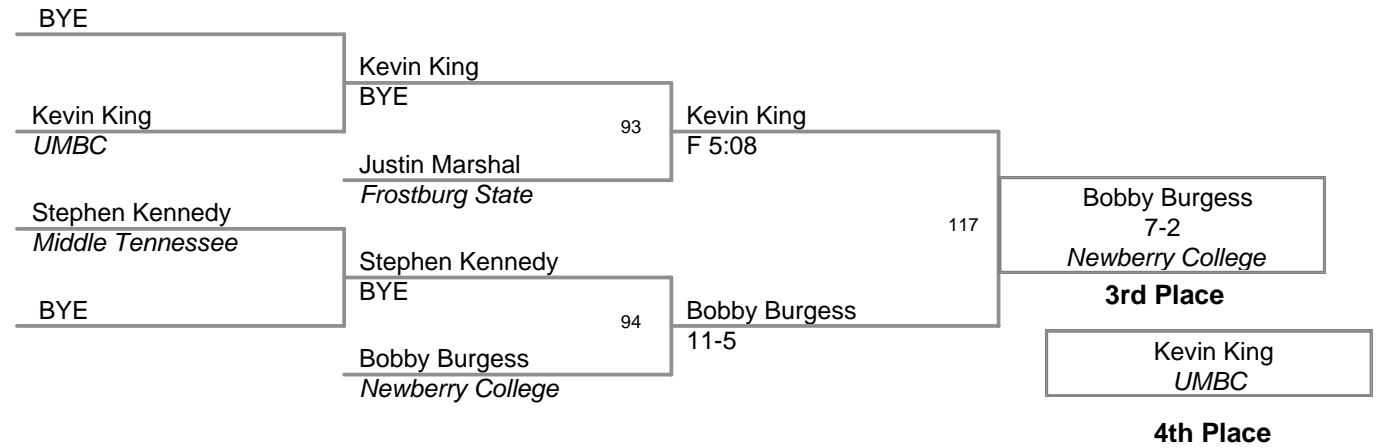 BYE
Kevin King
UMBC
Stephen Kennedy
Middle Tennessee
BYE
Kevin King
BYE
93
Justin Marshal
Frostburg State
Stephen Kennedy
BYE
94
Bobby Burgess
Newberry College
Kevin King
F 5:08
117
Bobby Burgess
11-5
Bobby Burgess
7-2
Newberry College
3rd Place
Kevin King
UMBC
4th Place